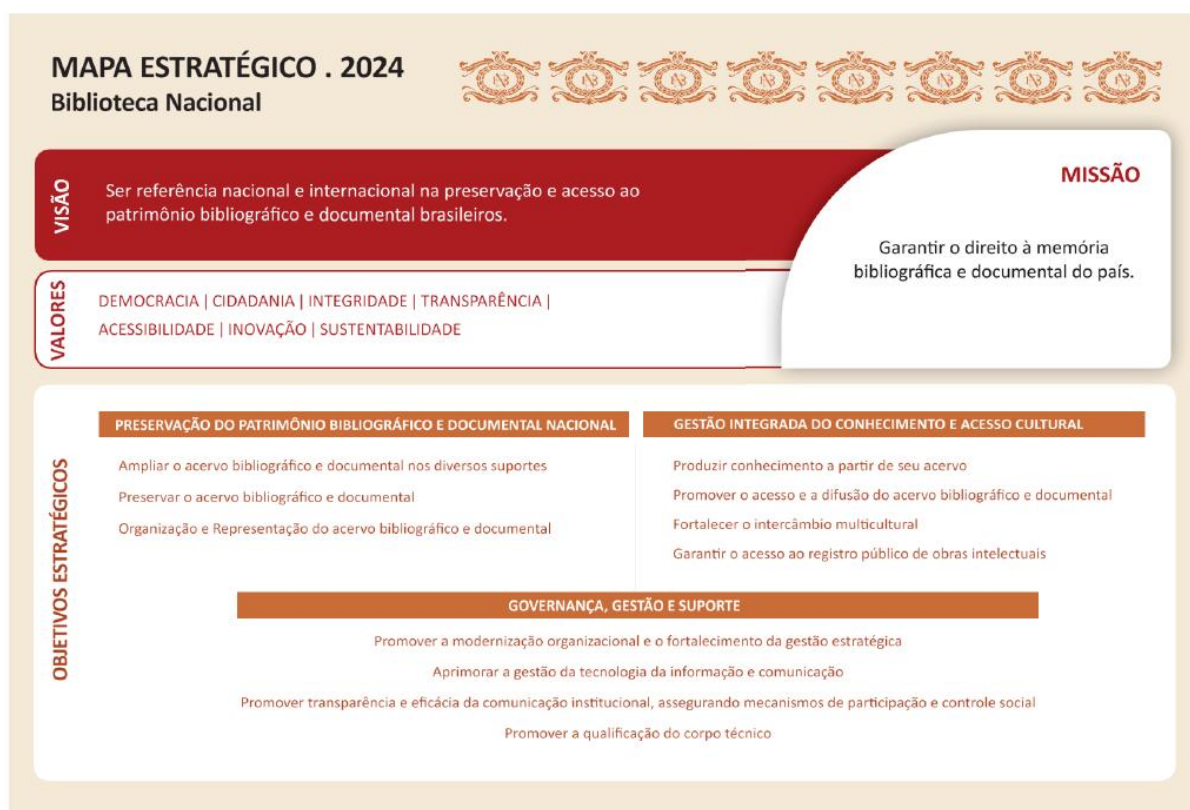 MAPA ESTRATÉGICO . 2024
Biblioteca Nacional
VISÃO
Ser referência nacional e internacional na preservação e acesso ao
patrimônio bibliográfico e documental brasileiros.
MISSÃO
Garantir o direito à memória
bibliográfica e documental do país.
VALORES
DEMOCRACIA | CIDADANIA | INTEGRIDADE | TRANSPARÊNCIA |
ACESSIBILIDADE | INOVAÇÃO | SUSTENTABILIDADE
OBJETIVOS ESTRATÉGICOS
PRESERVAÇÃO DO PATRIMÔNIO BIBLIOGRÁFICO E DOCUMENTAL NACIONAL
Ampliar o acervo bibliográfico e documental nos diversos suportes
Preservar o acervo bibliográfico e documental
Organização e Representação do acervo bibliográfico e documental
GESTÃO INTEGRADA DO CONHECIMENTO E ACESSO CULTURAL
Produzir conhecimento a partir de seu acervo
Promover o acesso e a difusão do acervo bibliográfico e documental
Fortalecer o intercâmbio multicultural
Garantir o acesso ao registro público de obras intelectuais
GOVERNANÇA, GESTÃO E SUPORTE
Promover a modernização organizacional e o fortalecimento da gestão estratégica
Aprimorar a gestão da tecnologia da informação e comunicação
Promover transparência e eficácia da comunicação institucional, assegurando mecanismos de participação e controle social
Promover a qualificação do corpo técnico